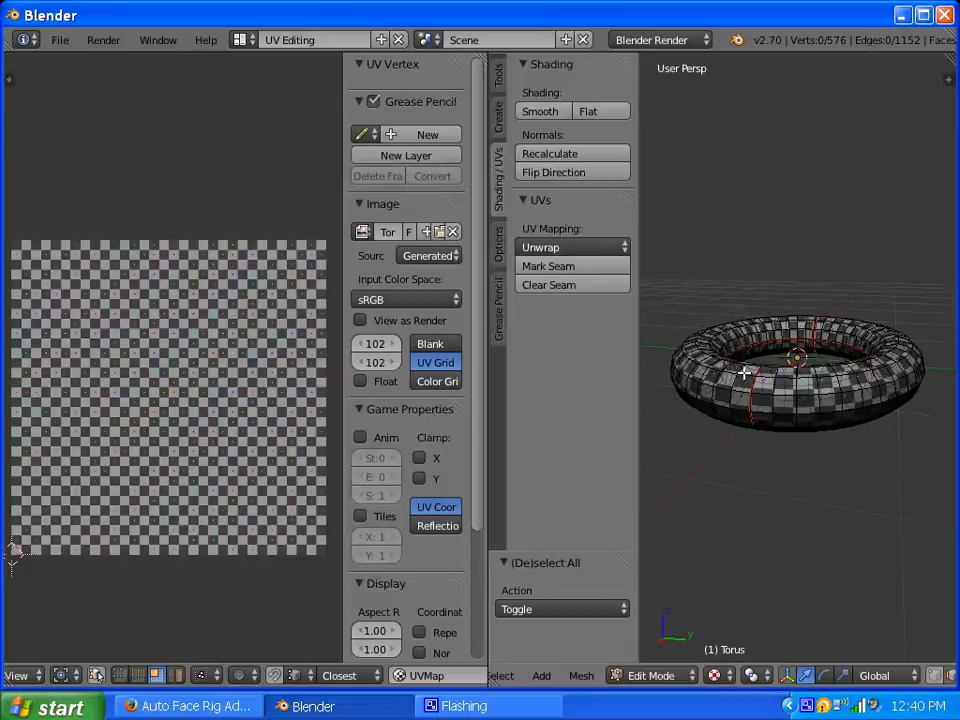 Blender
File Render Window Help UV Editing Scene Blender Render v2.70 | Verts:0/576 | Edges:0/1152 | Faces
UV Vertex
Grease Pencil
New
New Layer
Delete Fra Convert
Image
Tor F
Sourc Generated
Input Color Space:
sRGB
View as Render
102 Blank
102 UV Grid
Float Color Gri
Game Properties
Anim Clamp:
St:0 X
E: 0 Y
S: 1
UV Coor
Tiles Reflectio
X: 1
Y: 1
Display
Aspect R Coordinat
1.00 Repe
1.00 Nor
Tools
Create
Shading / UVs
Options
Grease Pencil
Shading
Shading:
Smooth Flat
Normals:
Recalculate
Flip Direction
UVs
UV Mapping:
Unwrap
Mark Seam
Clear Seam
(De)select All
Action
Toggle
User Persp
z
y
(1) Torus
View Closest UVMap elect Add Mesh Edit Mode Global
start Auto Face Rig Ad... Blender Flashing 12:40 PM